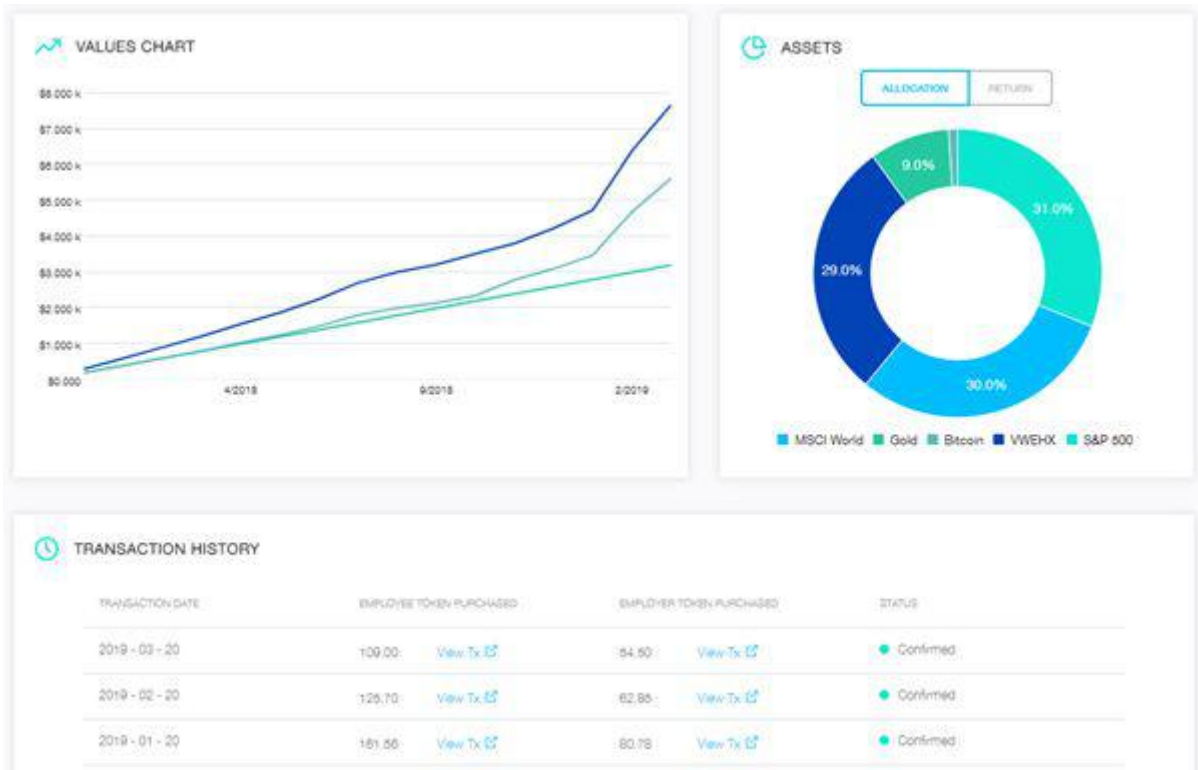 VALUES CHART
$8.000 k
$7.000 k
$6.000 k
$5.000 k
$4.000 k
$3.000 k
$2.000 k
$1.000 k
$0.000
4/2018
9/2018
2/2019
ASSETS
ALLOCATION RETURN
9.0%
31.0%
29.0%
30.0%
MSCI World Gold Bitcoin VWEHX S&P 500
TRANSACTION HISTORY
TRANSACTION DATE EMPLOYEE TOKEN PURCHASED EMPLOYER TOKEN PURCHASED STATUS
2019 - 03 - 20 109.00 View Tx 54.50 View Tx Confirmed
2019 - 02 - 20 125.70 View Tx 62.85 View Tx Confirmed
2019 - 01 - 20 161.56 View Tx 80.78 View Tx Confirmed